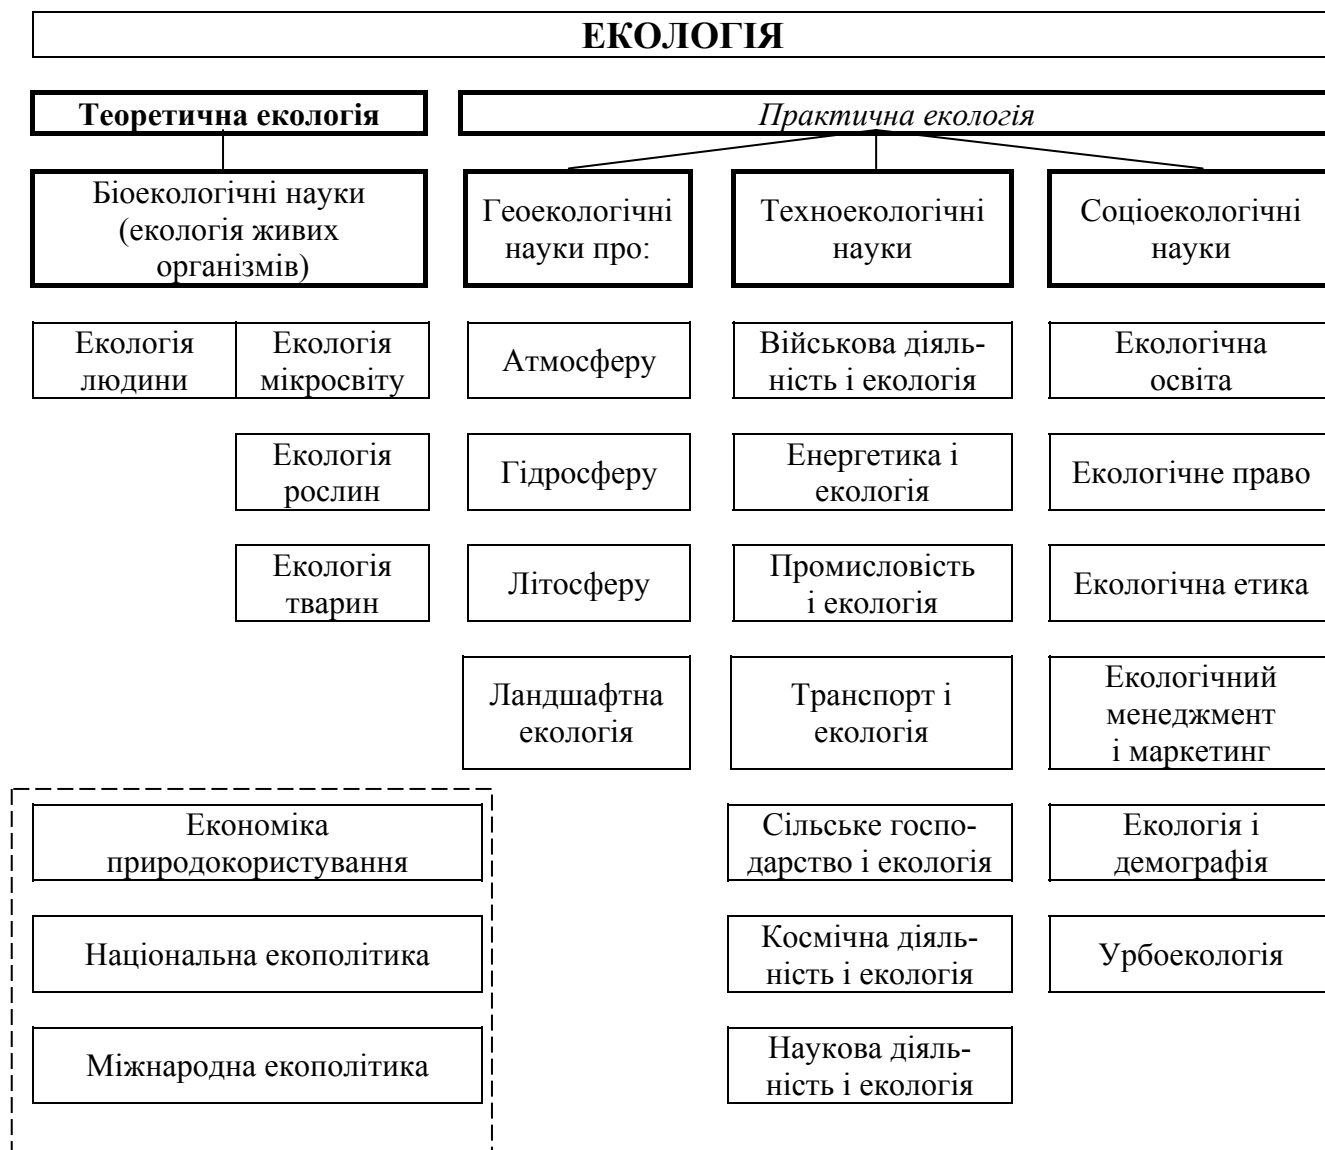 ЕКОЛОГІЯ
Теоретична екологія
Практична екологія
Біоекологічні науки
(екологія живих
організмів)
Геоекологічні
науки про:
Техноекологічні
науки
Соціоекологічні
науки
Екологія
людини
Екологія
мікросвіту
Атмосферу
Військова діяль-
ність і екологія
Екологічна
освіта
Екологія
рослин
Гідросферу
Енергетика і
екологія
Екологічне право
Екологія
тварин
Літосферу
Промисловість
і екологія
Екологічна етика
Ландшафтна
екологія
Транспорт і
екологія
Екологічний
менеджмент
і маркетинг
Економіка
природокористування
Сільське госпо-
дарство і екологія
Екологія і
демографія
Національна екополітика
Космічна діяль-
ність і екологія
Урбоекологія
Міжнародна екополітика
Наукова діяль-
ність і екологія